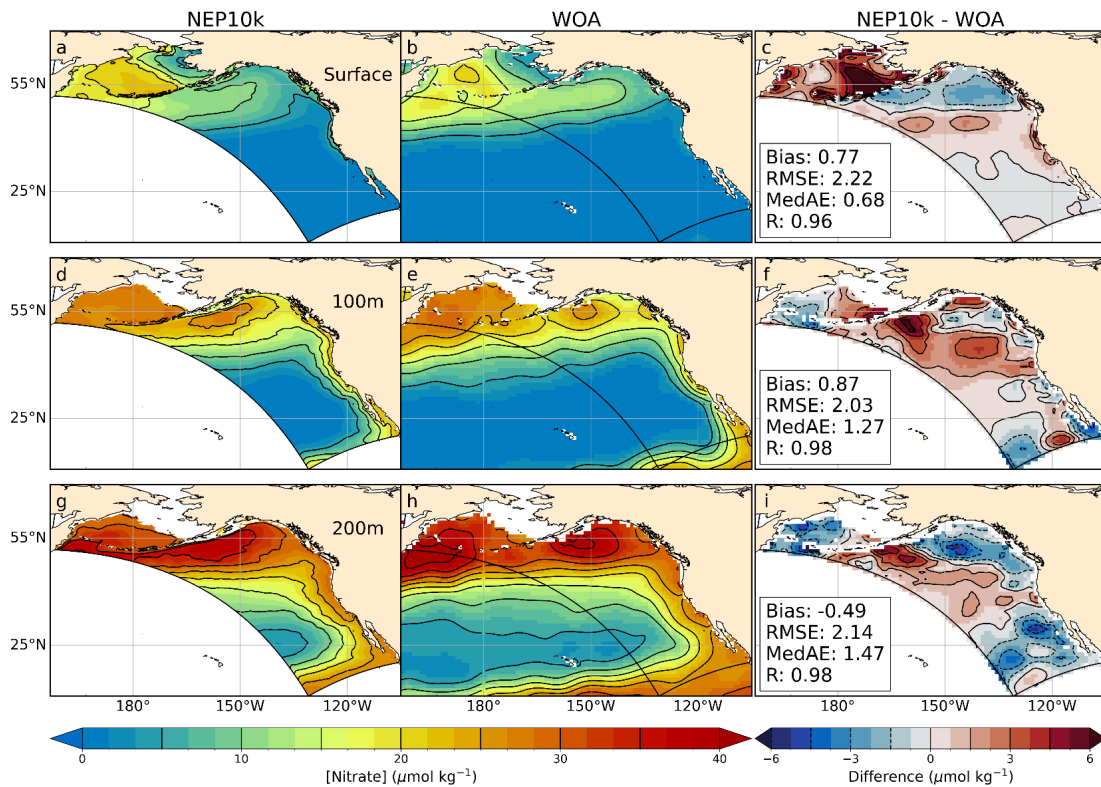 NEP10k WOA NEP10k - WOA
a Surface b c
55°N
25°N
Bias: 0.77
RMSE: 2.22
MedAE: 0.68
R: 0.96
d 100m e f
55°N
25°N
Bias: 0.87
RMSE: 2.03
MedAE: 1.27
R: 0.98
g 200m h i
55°N
25°N
Bias: -0.49
RMSE: 2.14
MedAE: 1.47
R: 0.98
180° 150°W 120°W 180° 150°W 120°W 180° 150°W 120°W
0 10 20 30 40 −6 −3 0 3 6
[Nitrate] (μmol kg⁻¹) Difference (μmol kg⁻¹)